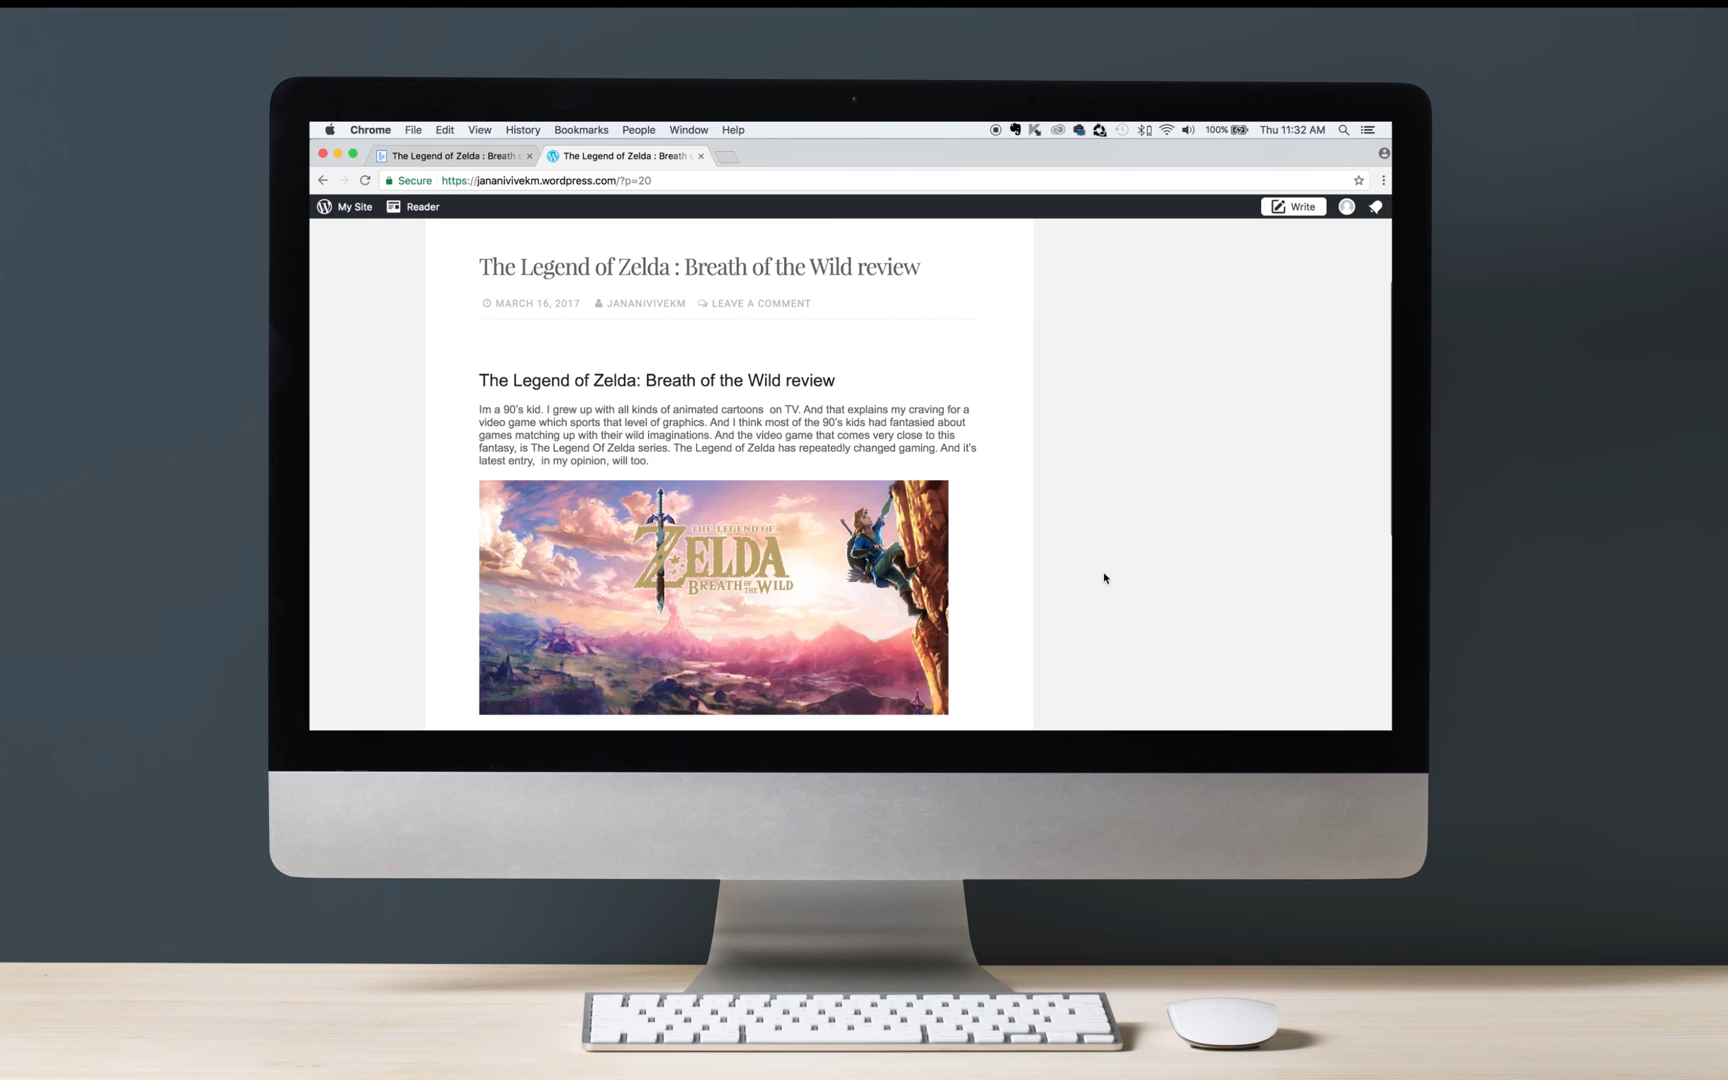 Chrome File Edit View History Bookmarks People Window Help 100% Thu 11:32 AM
The Legend of Zelda : Breath o The Legend of Zelda : Breath o
Secure https://jananivivekm.wordpress.com/?p=20
My Site Reader Write
The Legend of Zelda : Breath of the Wild review
MARCH 16, 2017 JANANIVIVEKM LEAVE A COMMENT
The Legend of Zelda: Breath of the Wild review
Im a 90's kid. I grew up with all kinds of animated cartoons on TV. And that explains my craving for a
video game which sports that level of graphics. And I think most of the 90's kids had fantasied about
games matching up with their wild imaginations. And the video game that comes very close to this
fantasy, is The Legend Of Zelda series. The Legend of Zelda has repeatedly changed gaming. And it's
latest entry, in my opinion, will too.
THE LEGEND OF
ZELDA
BREATH OF THE WILD